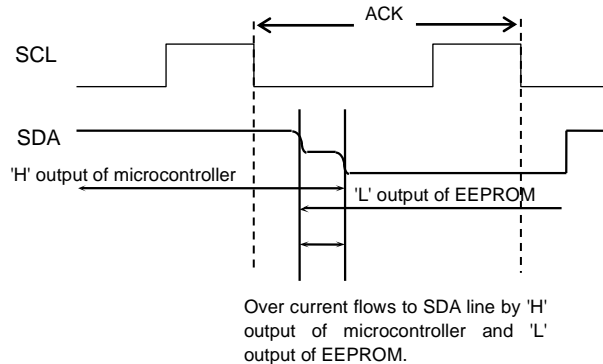 ACK
SCL
SDA
'H' output of microcontroller
'L' output of EEPROM
Over current flows to SDA line by 'H'
output of microcontroller and 'L'
output of EEPROM.